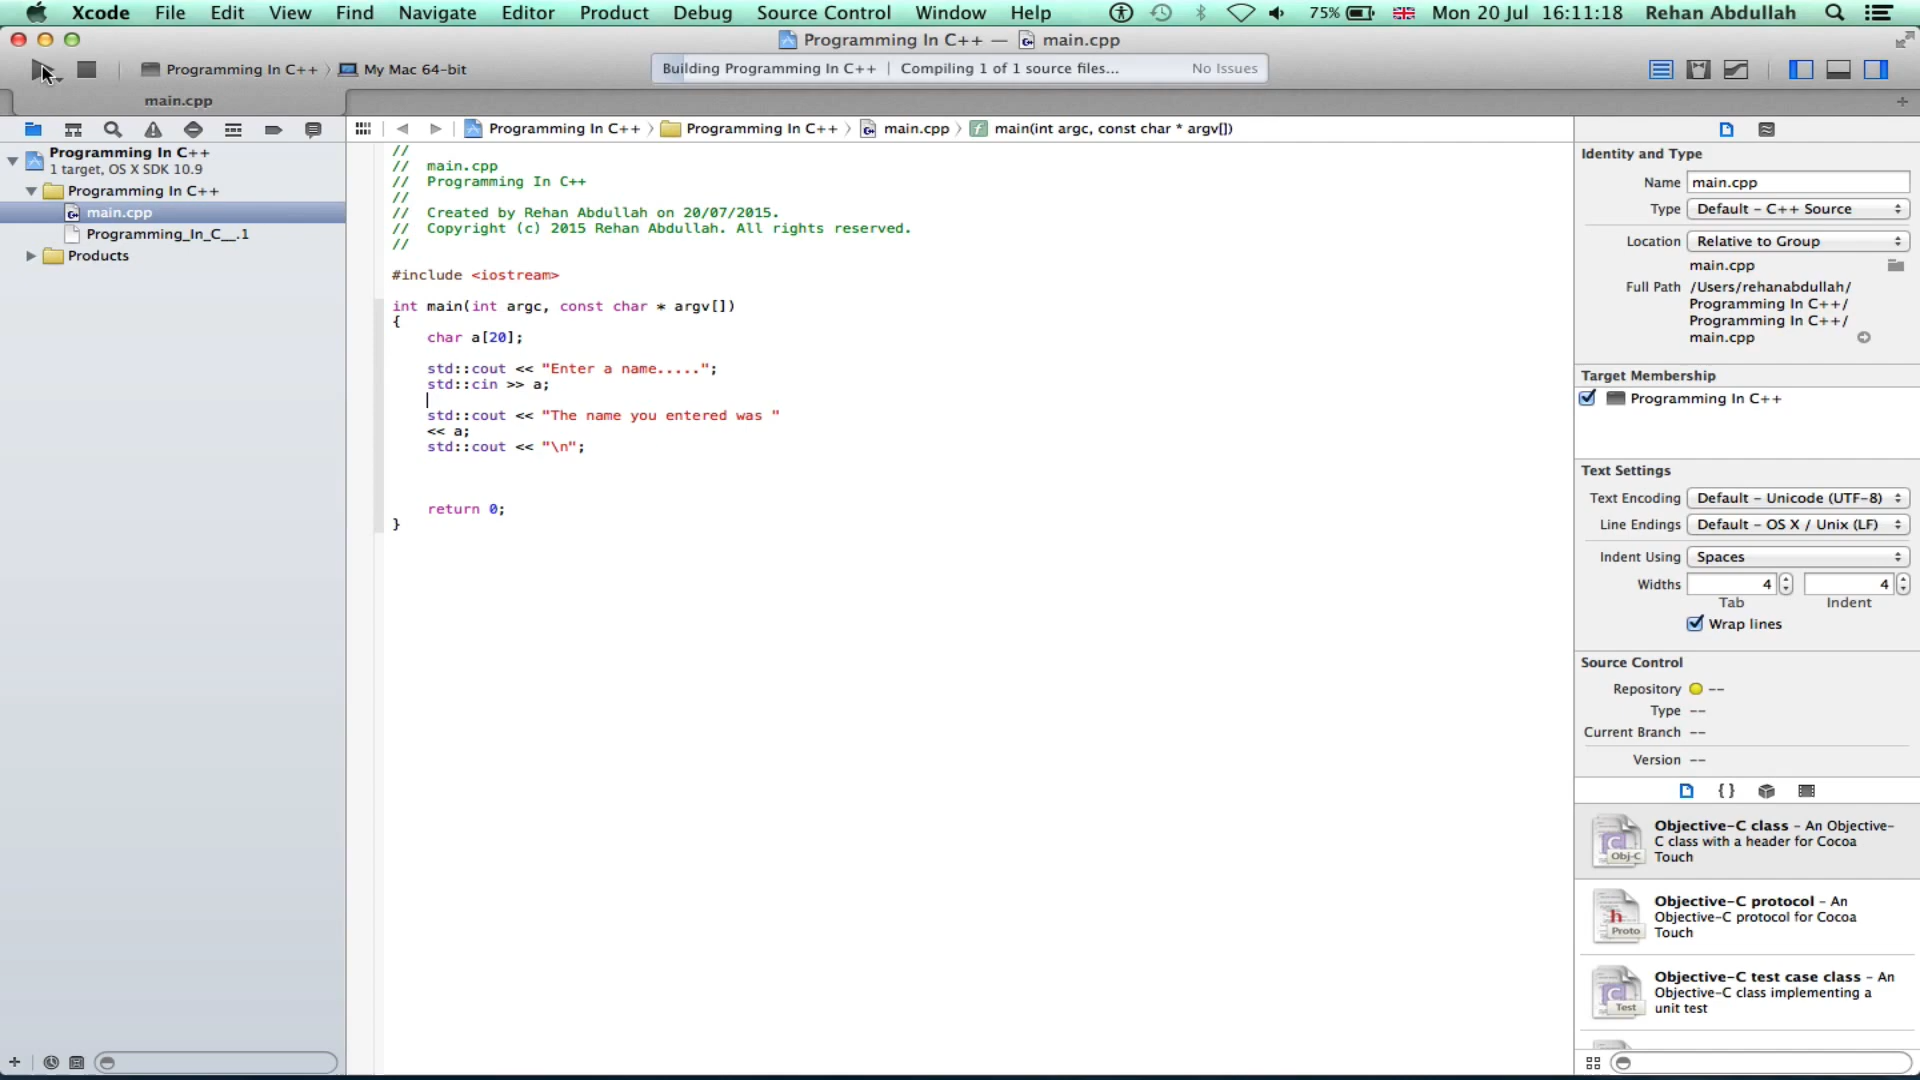 Xcode File Edit View Find Navigate Editor Product Debug Source Control Window Help 75% Mon 20 Jul 16:11:18 Rehan Abdullah
Programming In C++ — main.cpp
Programming In C++ My Mac 64-bit
Building Programming In C++ | Compiling 1 of 1 source files... No Issues
main.cpp
Programming In C++ Programming In C++ main.cpp main(int argc, const char * argv[])
Programming In C++
1 target, OS X SDK 10.9
Programming In C++
main.cpp
Programming_In_C__.1
Products
//
// main.cpp
// Programming In C++
//
// Created by Rehan Abdullah on 20/07/2015.
// Copyright (c) 2015 Rehan Abdullah. All rights reserved.
//
#include <iostream>
int main(int argc, const char * argv[])
{
char a[20];
std::cout << "Enter a name.....";
std::cin >> a;
std::cout << "The name you entered was "
<< a;
std::cout << "\n";
return 0;
}
Identity and Type
Name main.cpp
Type Default - C++ Source
Location Relative to Group
main.cpp
Full Path /Users/rehanabdullah/
Programming In C++/
Programming In C++/
main.cpp
Target Membership
Programming In C++
Text Settings
Text Encoding Default - Unicode (UTF-8)
Line Endings Default - OS X / Unix (LF)
Indent Using Spaces
Widths 4 4
Tab Indent
Wrap lines
Source Control
Repository --
Type --
Current Branch --
Version --
{ }
Obj-C
Objective-C class - An Objective-
C class with a header for Cocoa
Touch
h
Proto
Objective-C protocol - An
Objective-C protocol for Cocoa
Touch
Test
Objective-C test case class - An
Objective-C class implementing a
unit test